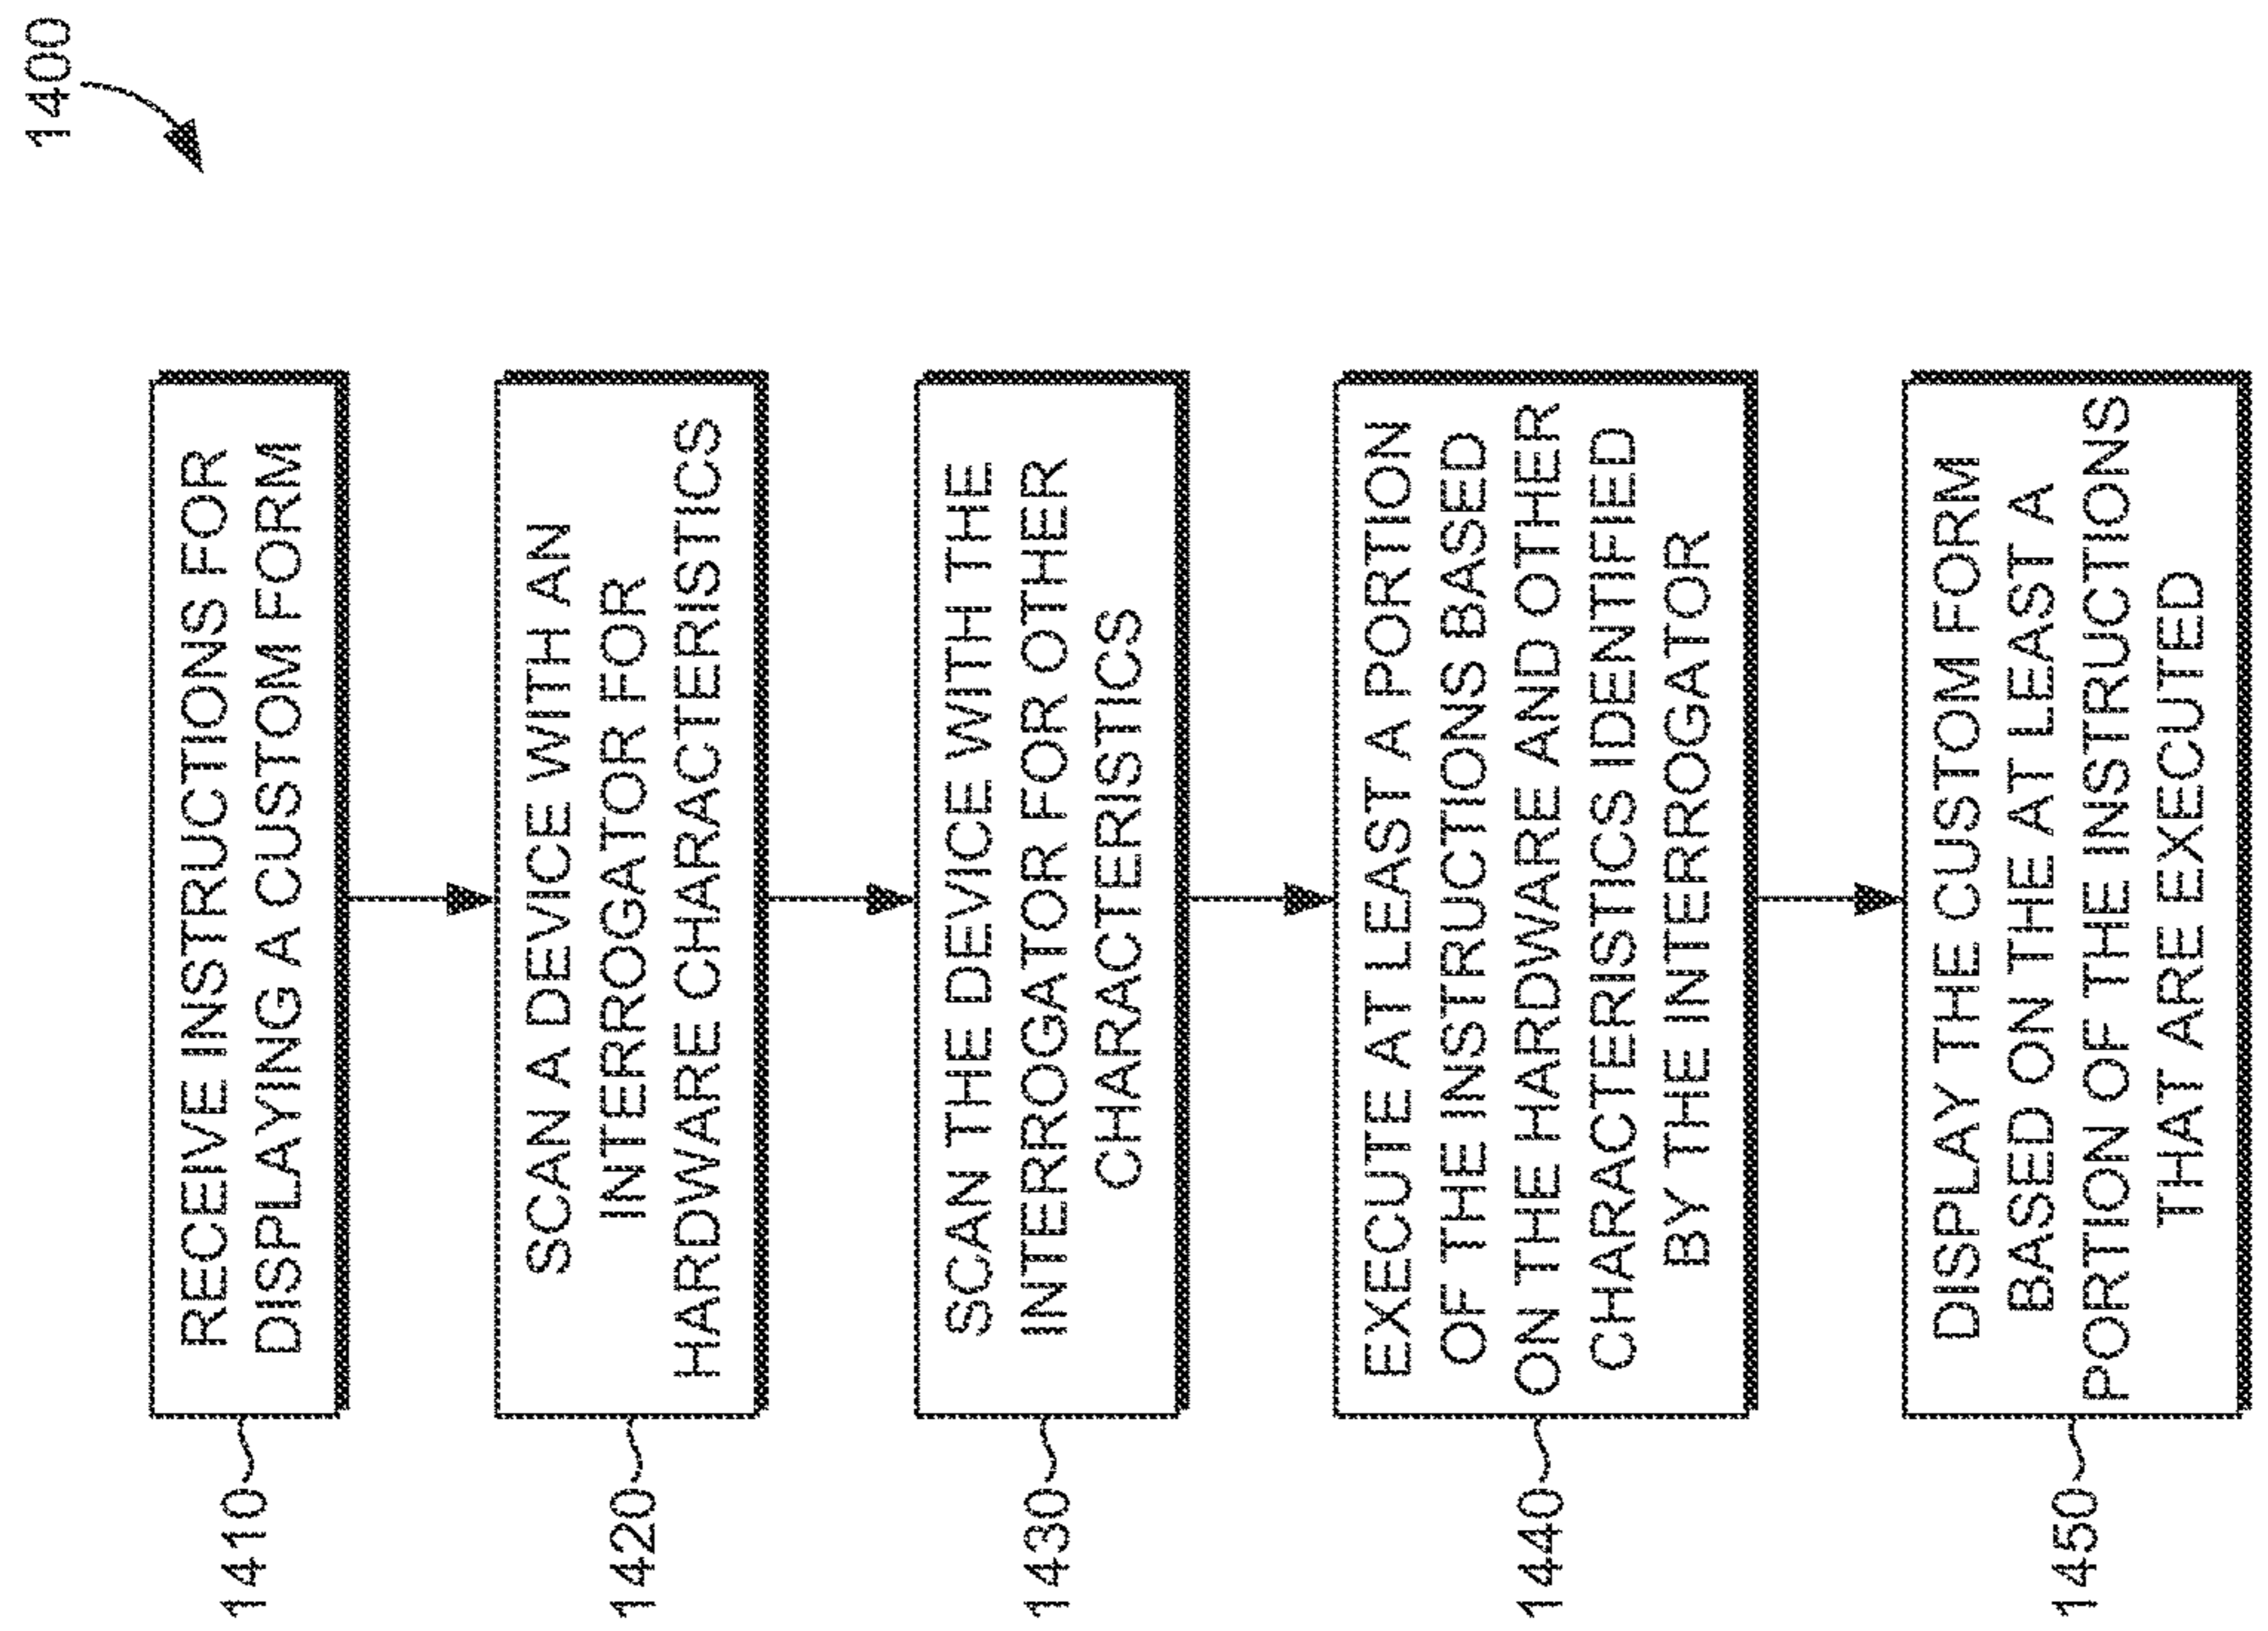 1400
1410
RECEIVE INSTRUCTIONS FOR
DISPLAYING A CUSTOM FORM
1420
SCAN A DEVICE WITH AN
INTERROGATOR FOR
HARDWARE CHARACTERISTICS
1430
SCAN THE DEVICE WITH THE
INTERROGATOR FOR OTHER
CHARACTERISTICS
1440
EXECUTE AT LEAST A PORTION
OF THE INSTRUCTIONS BASED
ON THE HARDWARE AND OTHER
CHARACTERISTICS IDENTIFIED
BY THE INTERROGATOR
1450
DISPLAY THE CUSTOM FORM
BASED ON THE AT LEAST A
PORTION OF THE INSTRUCTIONS
THAT ARE EXECUTED